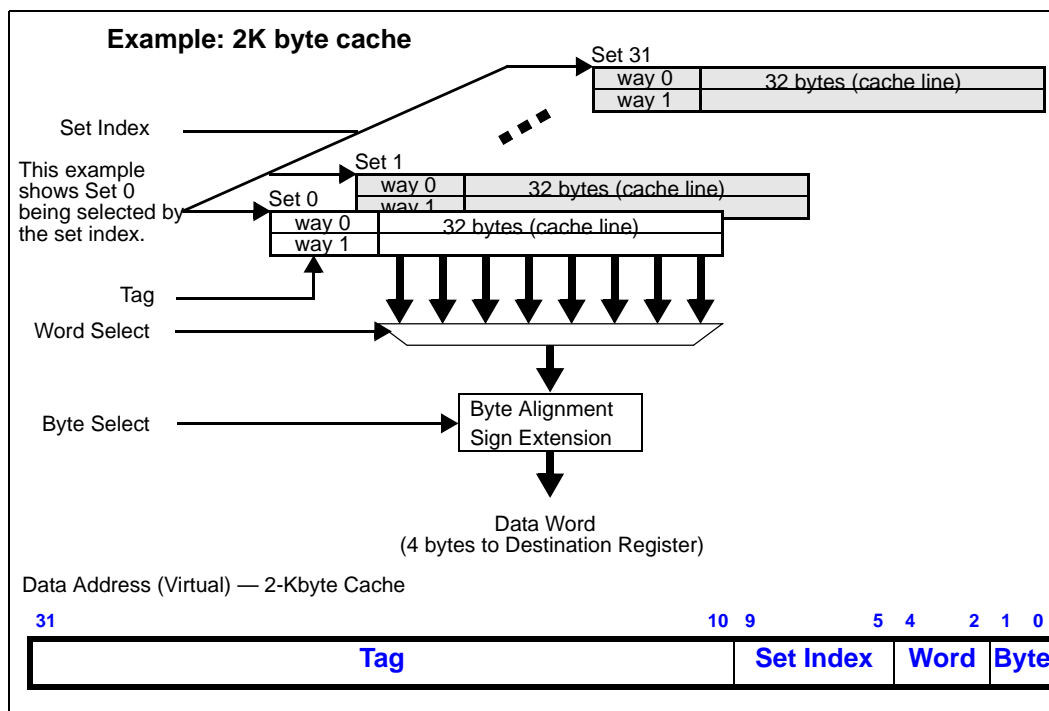 Example: 2K byte cache
Set 31
way 0
32 bytes (cache line)
way 1
Set Index
This example
shows Set 0
being selected by
the set index.
Set 1
way 0
32 bytes (cache line)
way 1
Set 0
way 0
32 bytes (cache line)
way 1
Tag
Word Select
Byte Select
Byte Alignment
Sign Extension
Data Word
(4 bytes to Destination Register)
Data Address (Virtual) — 2-Kbyte Cache
31 10 9 5 4 2 1 0
Tag Set Index Word Byte